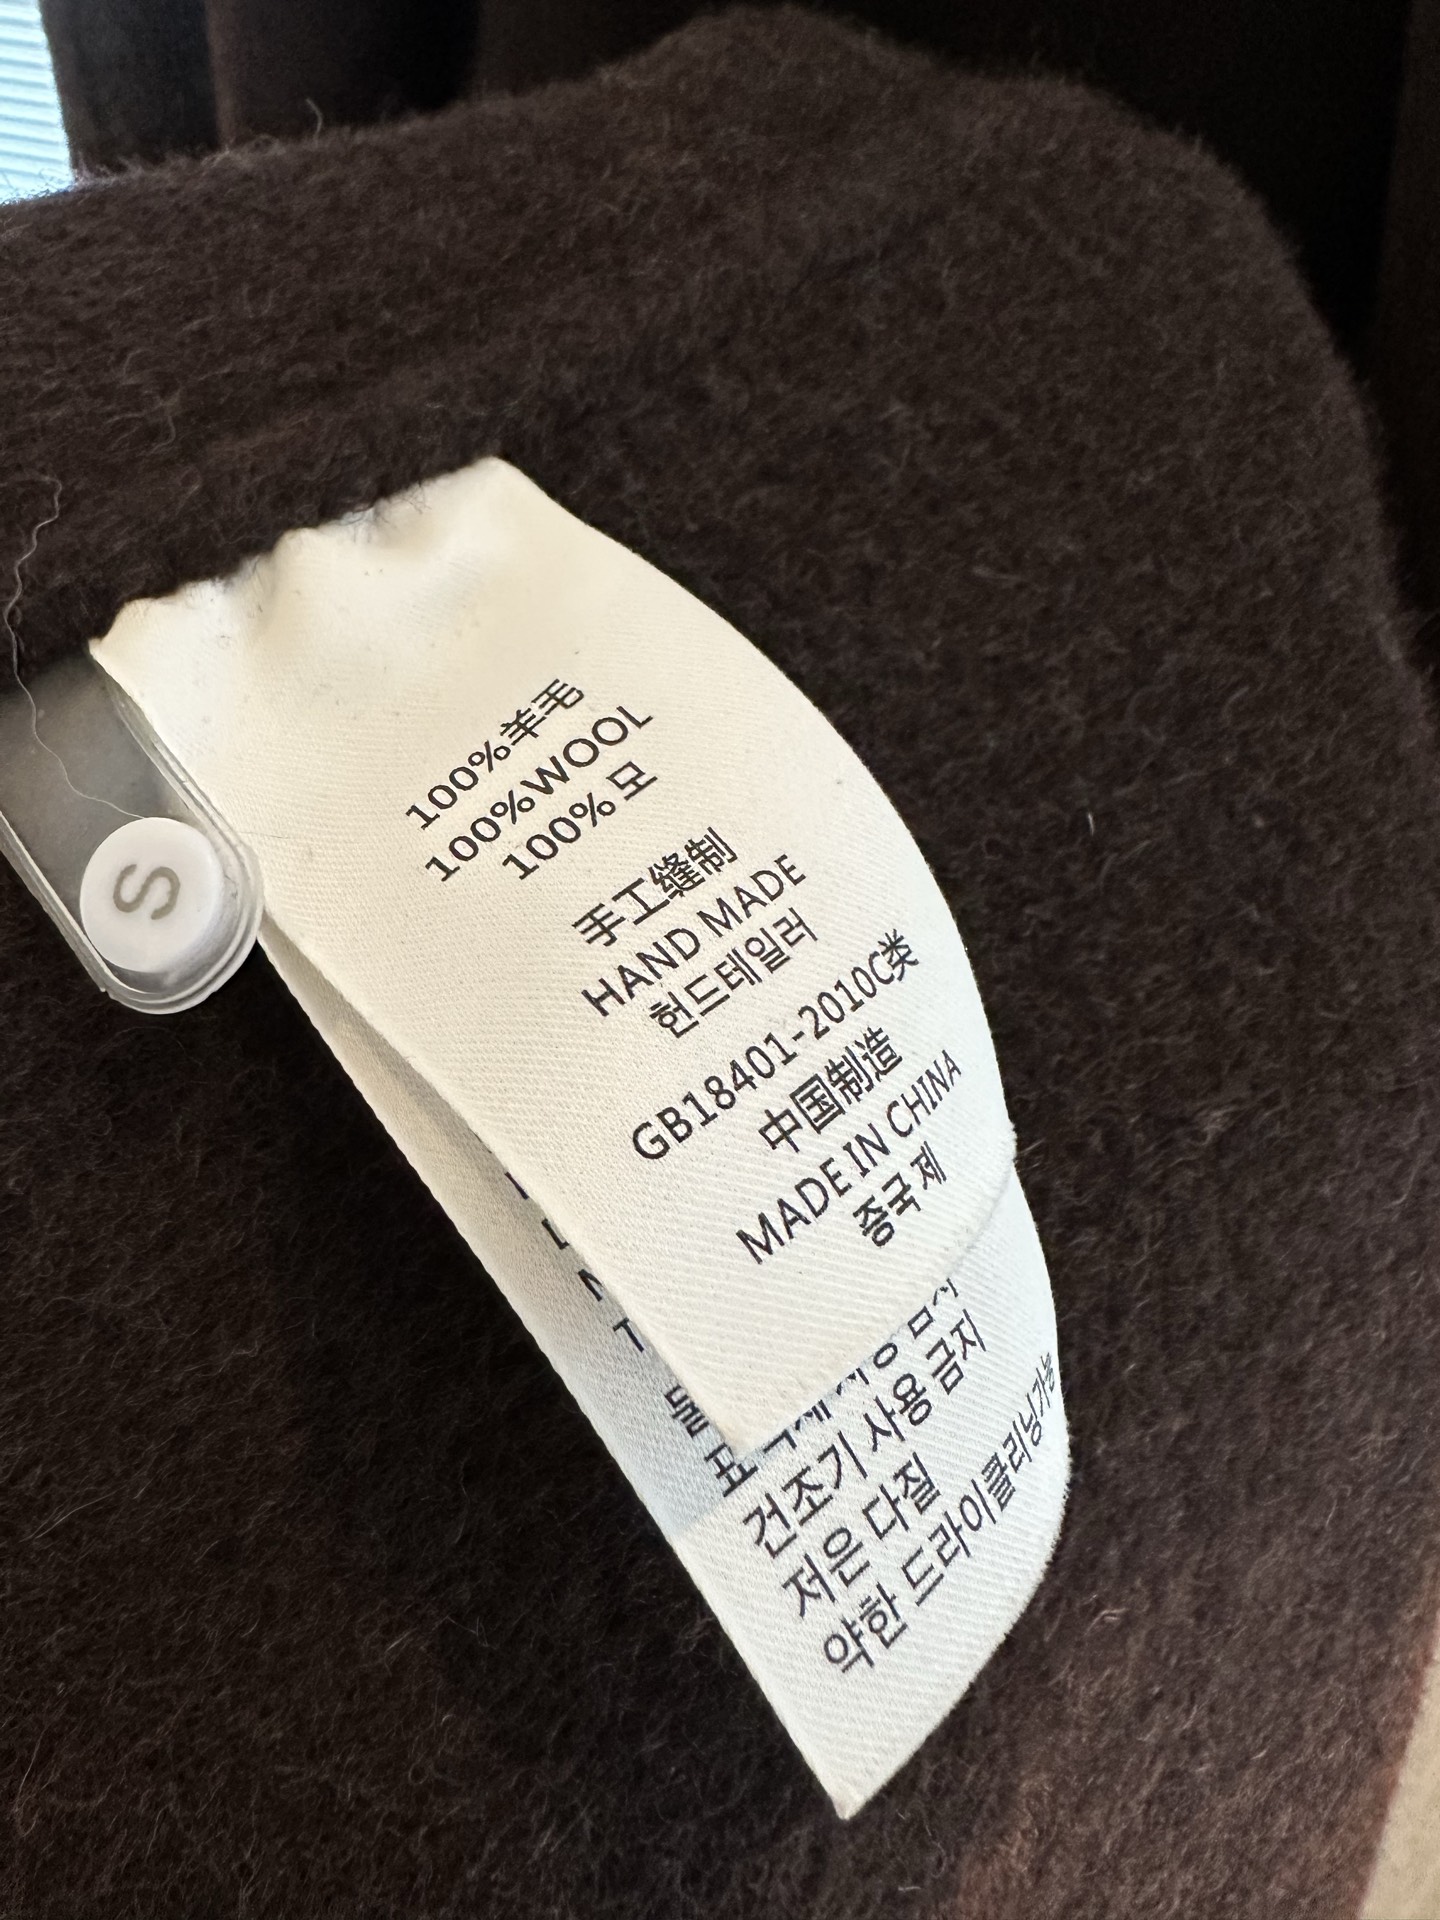 S
100%羊毛
100%WOOL
100% 모
手工缝制
HAND MADE
헌드테일러
GB18401-2010C类
中国制造
MADE IN CHINA
중국 제
건조기 사용 금지
저은 다질
약한 드라이클리닝가능